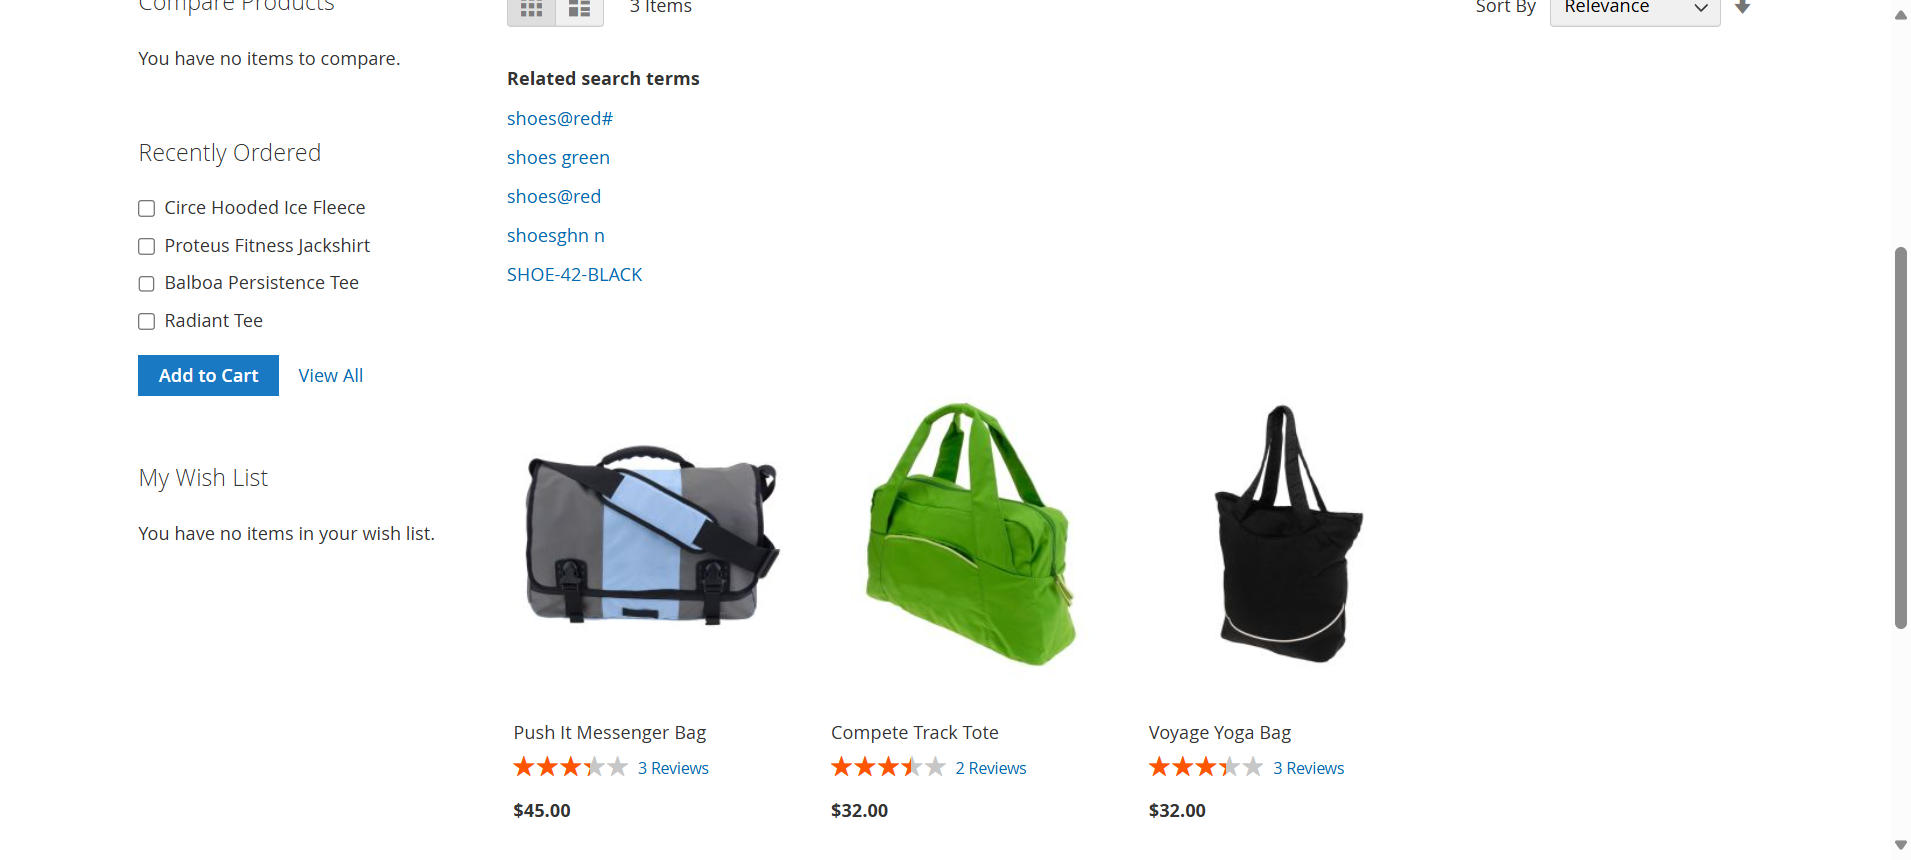 Compare Products
You have no items to compare.
Recently Ordered
Circe Hooded Ice Fleece
Proteus Fitness Jackshirt
Balboa Persistence Tee
Radiant Tee
Add to Cart
View All
My Wish List
You have no items in your wish list.
3 Items
Sort By
Relevance
Related search terms
shoes@red#
shoes green
shoes@red
shoesghn n
SHOE-42-BLACK
Push It Messenger Bag
3 Reviews
$45.00
Compete Track Tote
2 Reviews
$32.00
Voyage Yoga Bag
3 Reviews
$32.00